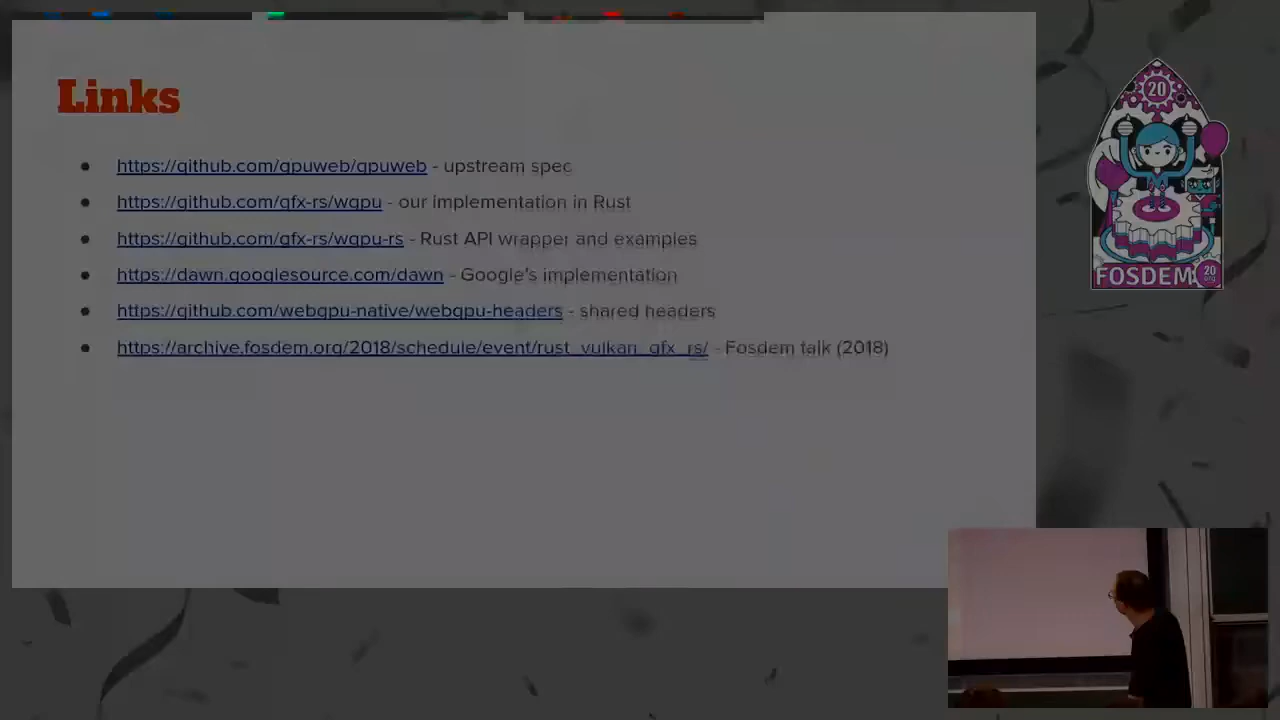 Links
https://github.com/gpuweb/gpuweb - upstream spec
https://github.com/gfx-rs/wgpu - our implementation in Rust
https://github.com/gfx-rs/wgpu-rs - Rust API wrapper and examples
https://dawn.googlesource.com/dawn - Google's implementation
https://github.com/webgpu-native/webgpu-headers - shared headers
https://archive.fosdem.org/2018/schedule/event/rust_vulkan_gfx_rs/ - Fosdem talk (2018)
20
FOSDEM
20
org